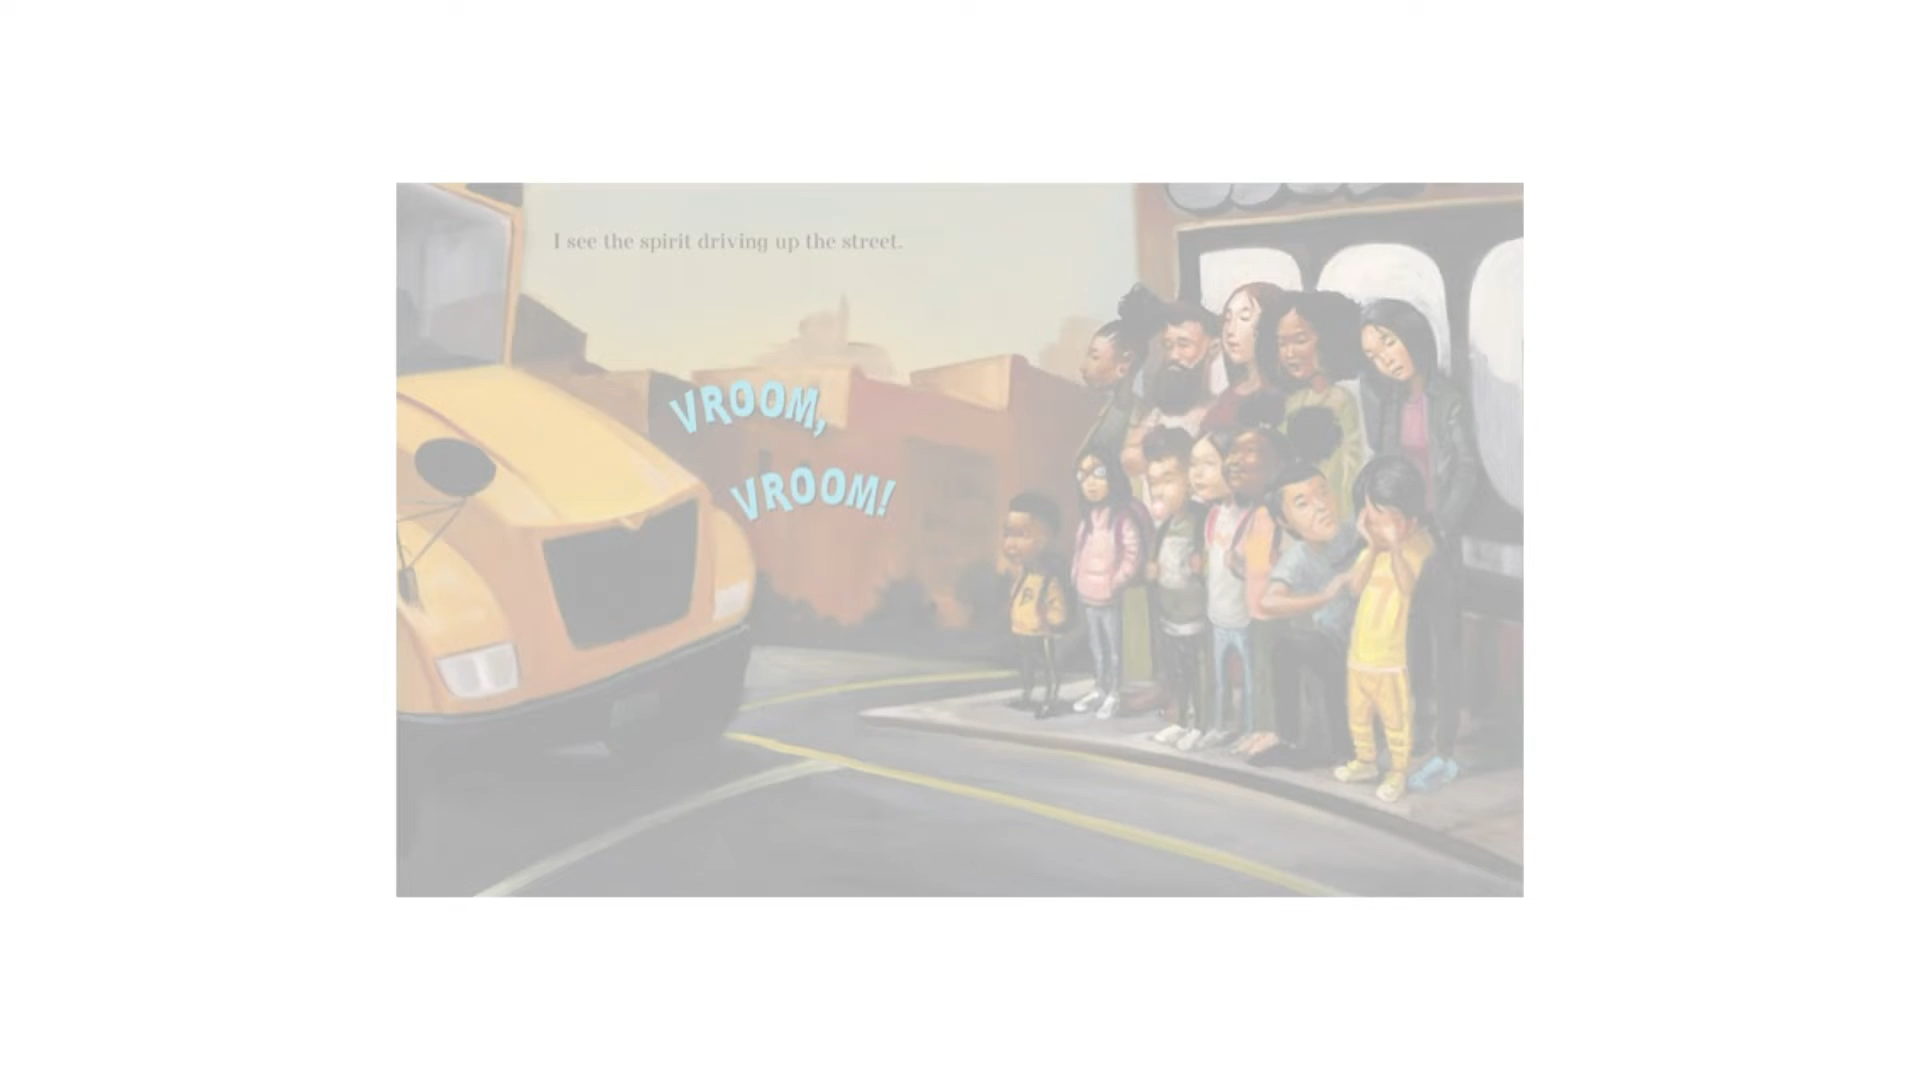 I see the spirit driving up the street.
VROOM,
VROOM!